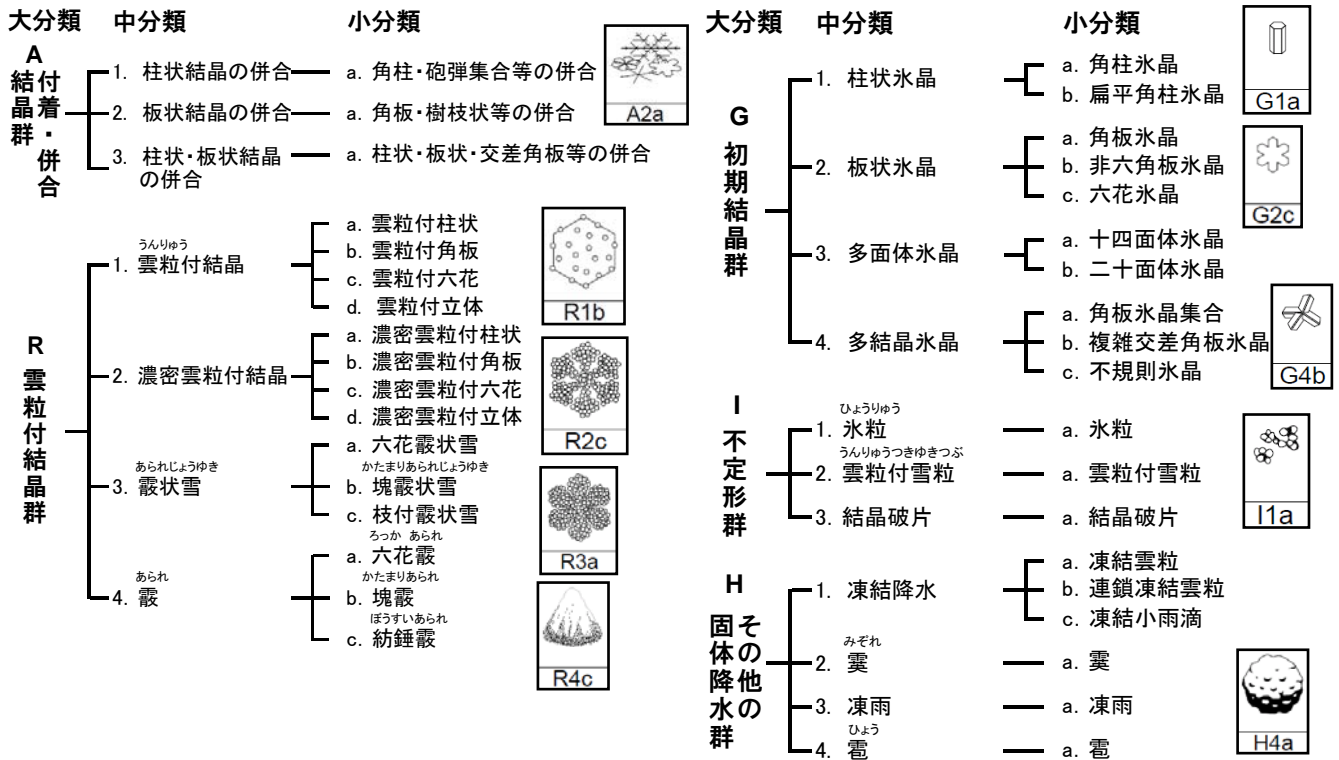 大分類 中分類 小分類
A
付着・併合
結晶群
1. 柱状結晶の併合 a. 角柱・砲弾集合等の併合
2. 板状結晶の併合 a. 角板・樹枝状等の併合
3. 柱状・板状結晶の併合 a. 柱状・板状・交差角板等の併合
A2a
R
雲粒付結晶群
うんりゅう
1. 雲粒付結晶
a. 雲粒付柱状
b. 雲粒付角板
c. 雲粒付六花
d. 雲粒付立体
R1b
2. 濃密雲粒付結晶
a. 濃密雲粒付柱状
b. 濃密雲粒付角板
c. 濃密雲粒付六花
d. 濃密雲粒付立体
R2c
あられじょうゆき
3. 霰状雪
a. 六花霰状雪
かたまりあられじょうゆき
b. 塊霰状雪
c. 枝付霰状雪
R3a
あられ
4. 霰
ろっか あられ
a. 六花霰
かたまりあられ
b. 塊霰
ぼうすいあられ
c. 紡錘霰
R4c
大分類 中分類 小分類
G
初期結晶群
1. 柱状氷晶
a. 角柱氷晶
b. 扁平角柱氷晶
G1a
2. 板状氷晶
a. 角板氷晶
b. 非六角板氷晶
c. 六花氷晶
G2c
3. 多面体氷晶
a. 十四面体氷晶
b. 二十面体氷晶
4. 多結晶氷晶
a. 角板氷晶集合
b. 複雑交差角板氷晶
c. 不規則氷晶
G4b
I
不定形群
ひょうりゅう
1. 氷粒 a. 氷粒
うんりゅうつきゆきつぶ
2. 雲粒付雪粒 a. 雲粒付雪粒
3. 結晶破片 a. 結晶破片
I1a
H
その他の
固体降水群
1. 凍結降水
a. 凍結雲粒
b. 連鎖凍結雲粒
c. 凍結小雨滴
みぞれ
2. 霙 a. 霙
3. 凍雨 a. 凍雨
ひょう
4. 雹 a. 雹
H4a